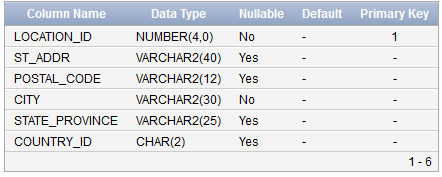 Column Name Data Type Nullable Default Primary Key
LOCATION_ID NUMBER(4,0) No - 1
ST_ADDR VARCHAR2(40) Yes - -
POSTAL_CODE VARCHAR2(12) Yes - -
CITY VARCHAR2(30) No - -
STATE_PROVINCE VARCHAR2(25) Yes - -
COUNTRY_ID CHAR(2) Yes - -
1 - 6